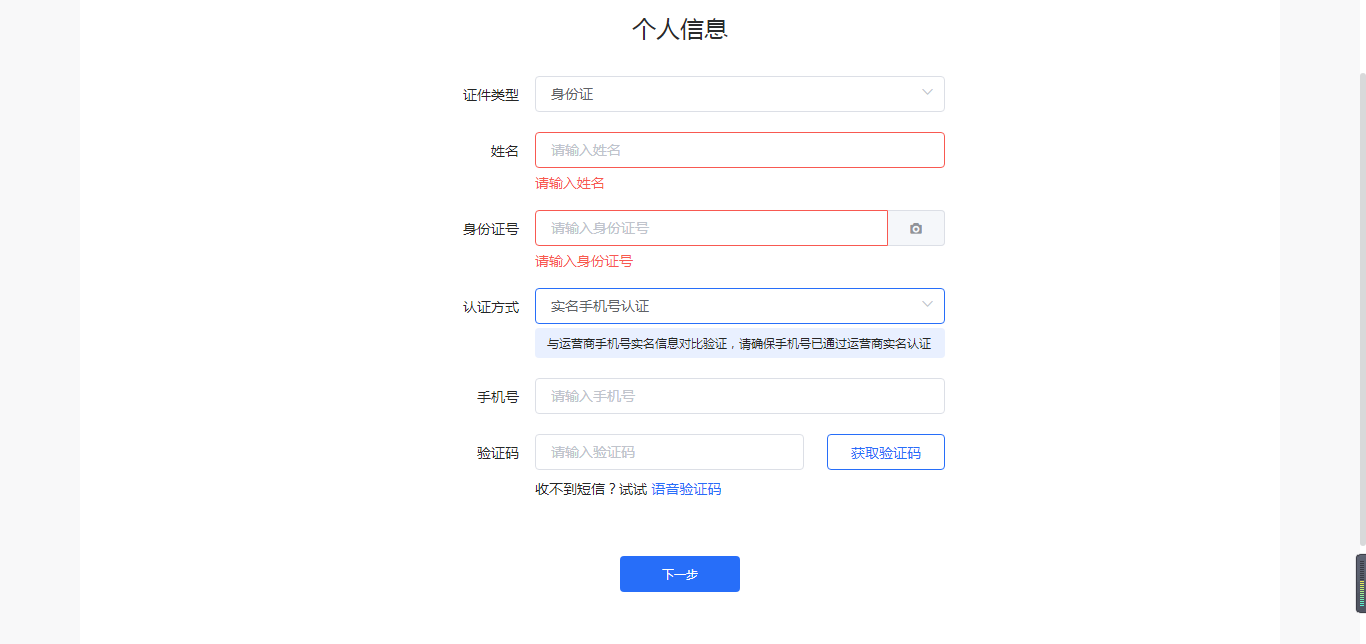 个人信息
证件类型 身份证
姓名 请输入姓名
请输入姓名
身份证号 请输入身份证号
请输入身份证号
认证方式 实名手机号认证
与运营商手机号实名信息对比验证，请确保手机号已通过运营商实名认证
手机号 请输入手机号
验证码 请输入验证码 获取验证码
收不到短信？试试 语音验证码
下一步